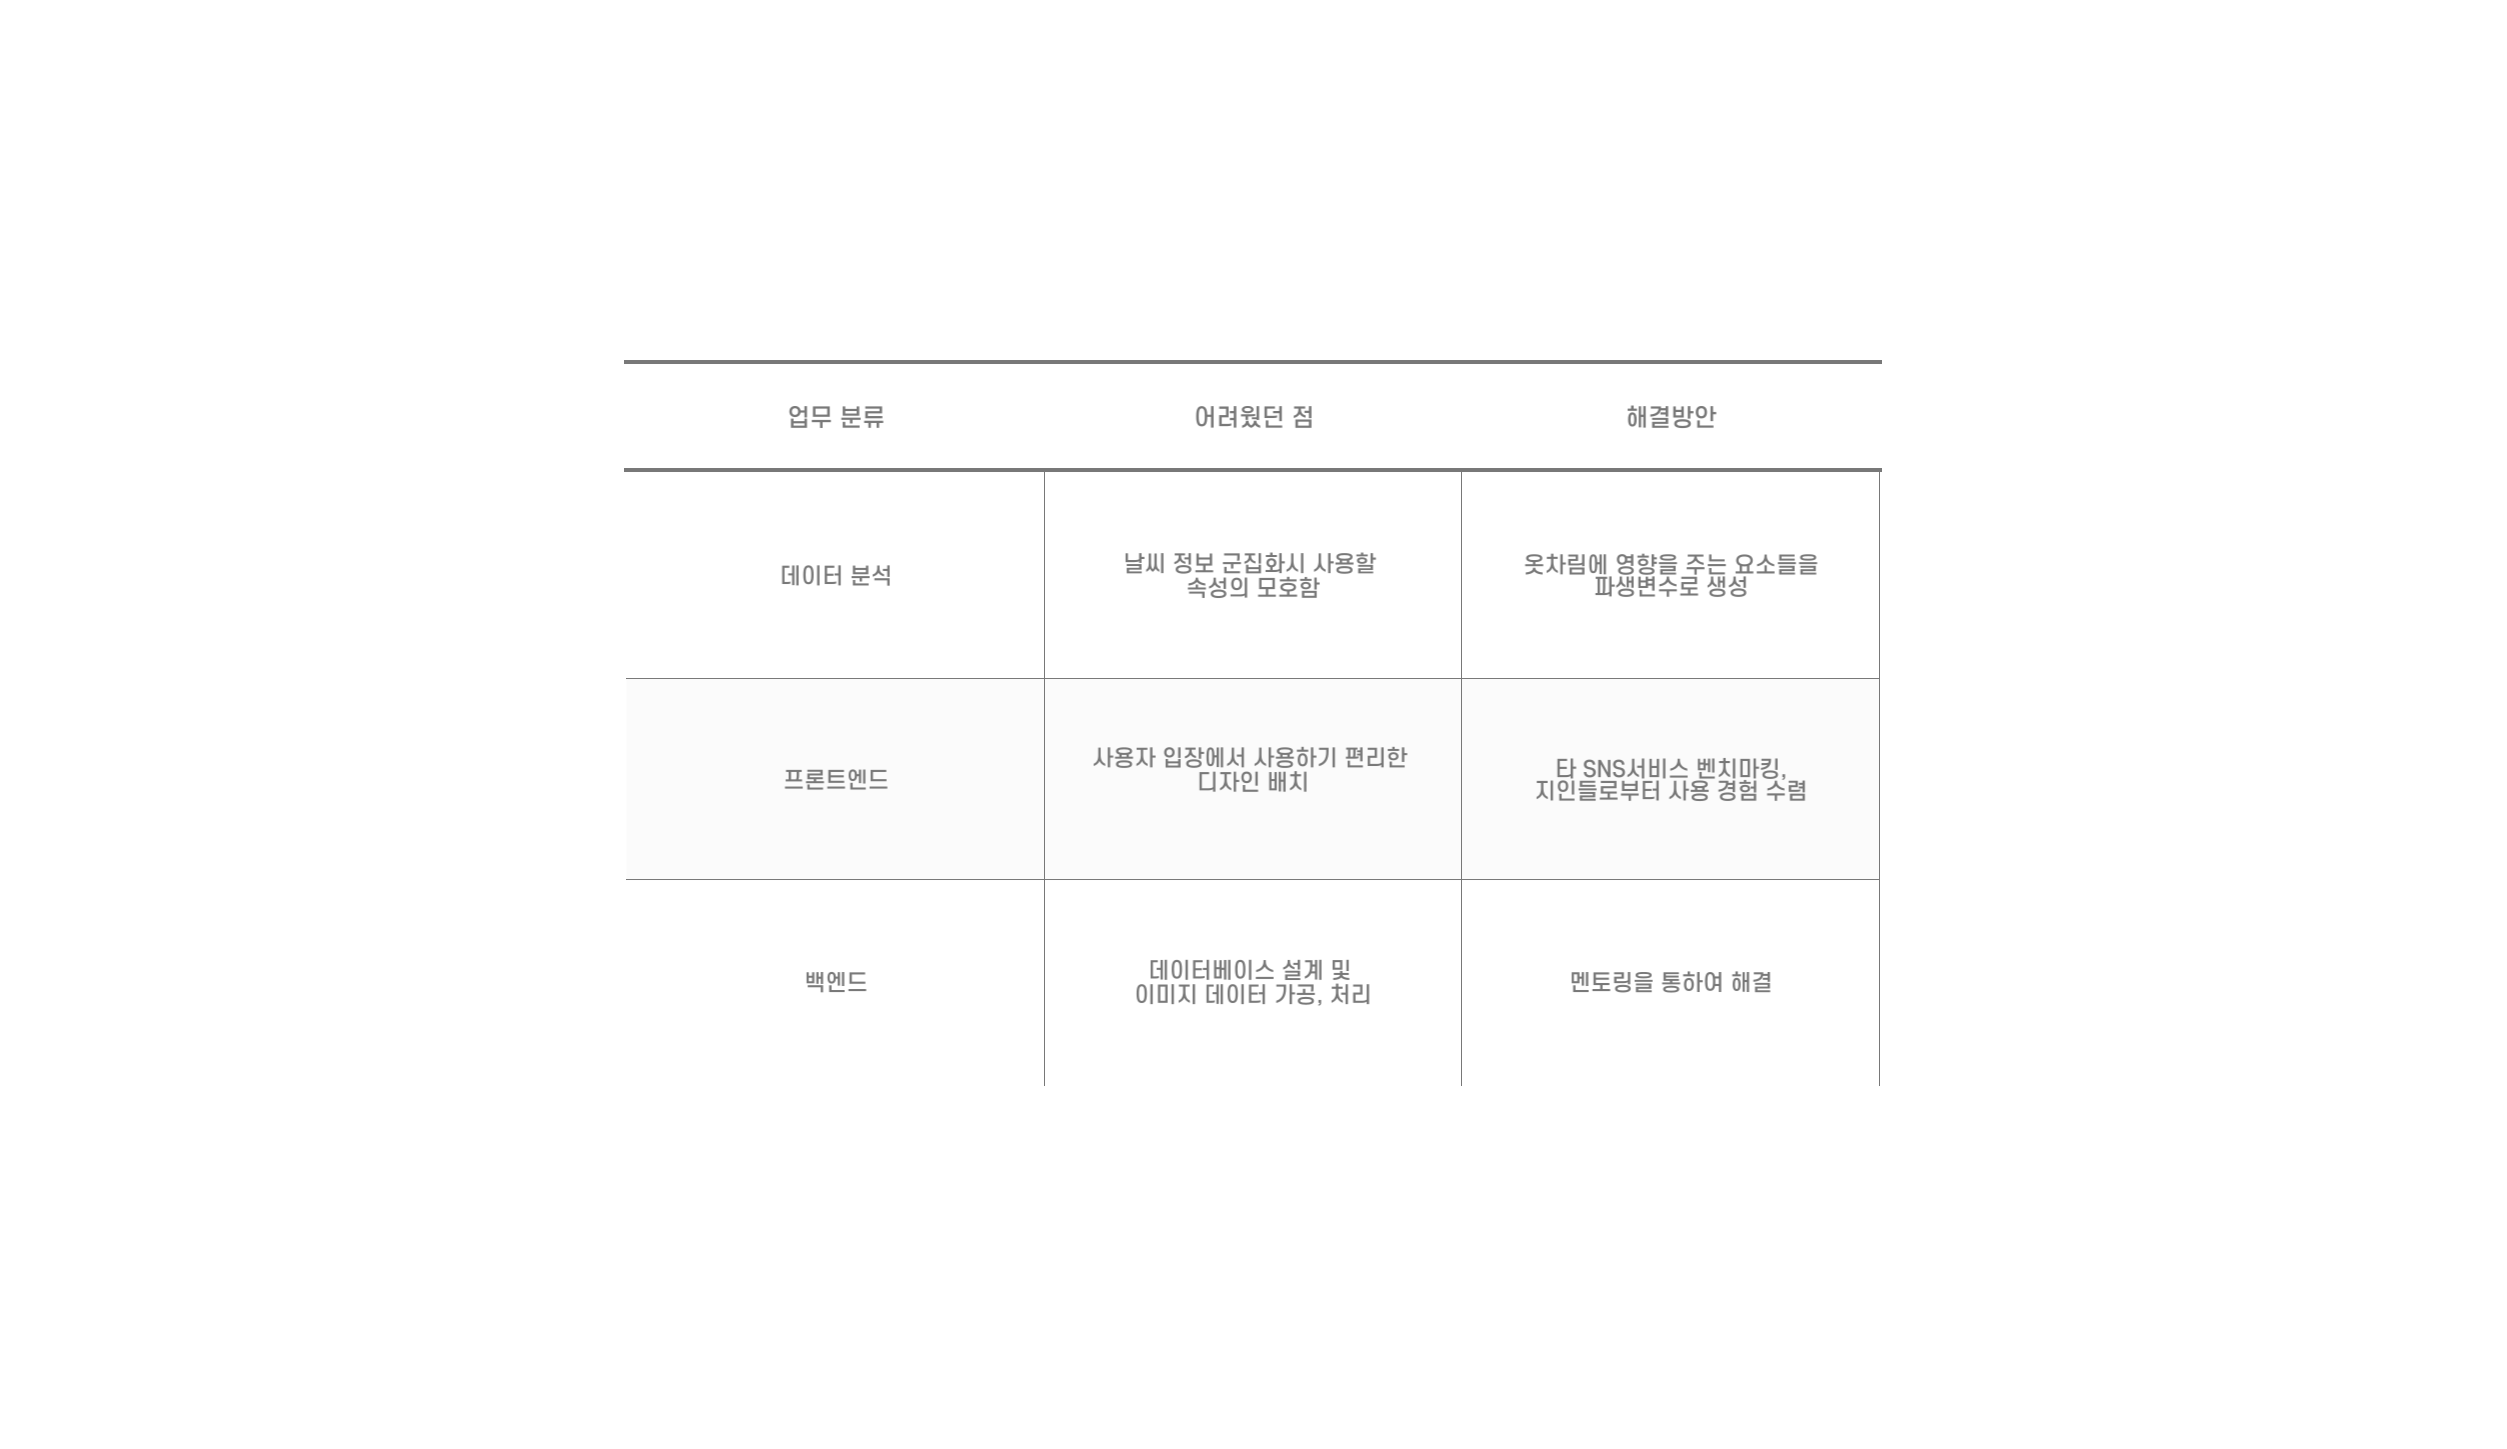 업무 분류
어려웠던 점
해결방안
데이터 분석
날씨 정보 군집화시 사용할
속성의 모호함
옷차림에 영향을 주는 요소들을
파생변수로 생성
프론트엔드
사용자 입장에서 사용하기 편리한
디자인 배치
타 SNS서비스 벤치마킹,
지인들로부터 사용 경험 수렴
백엔드
데이터베이스 설계 및
이미지 데이터 가공, 처리
멘토링을 통하여 해결